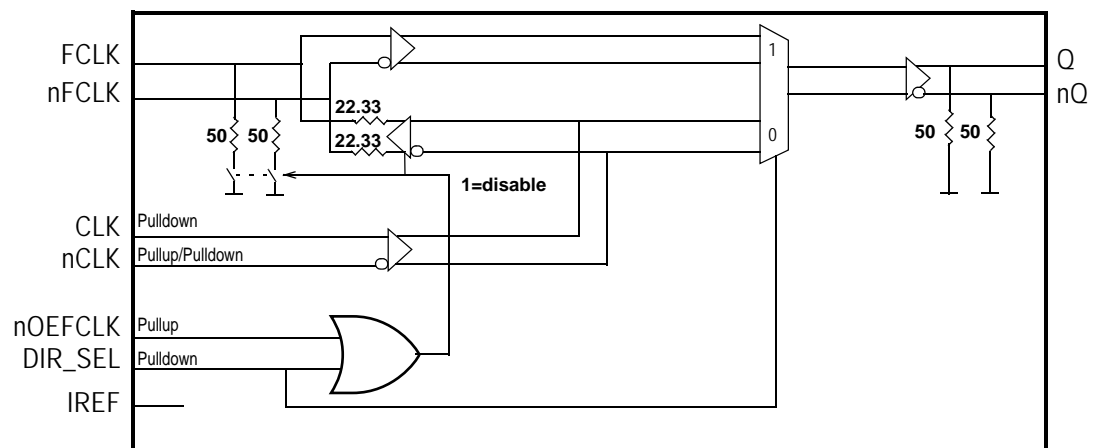 FCLK
nFCLK
1
Q
nQ
22.33
50 50
22.33
0
50 50
1=disable
CLK Pulldown
nCLK Pullup/Pulldown
nOEFCLK Pullup
DIR_SEL Pulldown
IREF